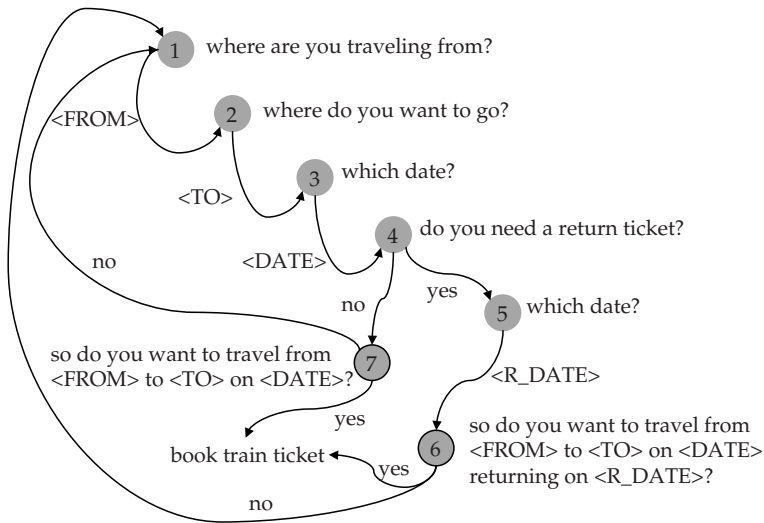 1 where are you traveling from?
<FROM>
2 where do you want to go?
3 which date?
<TO>
4 do you need a return ticket?
<DATE>
no
yes
no
5 which date?
so do you want to travel from
<FROM> to <TO> on <DATE>?
7
<R_DATE>
yes
so do you want to travel from
<FROM> to <TO> on <DATE>
returning on <R_DATE>?
6
book train ticket
yes
no